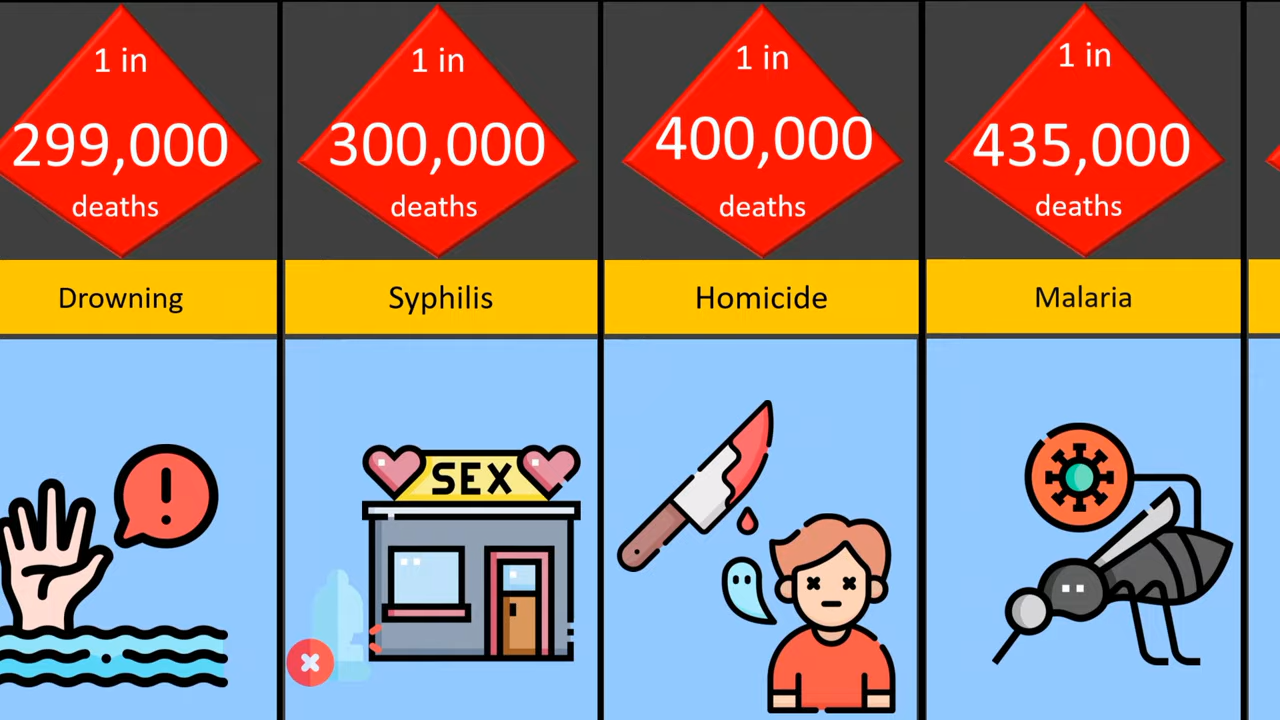 1 in
299,000
deaths
Drowning
1 in
300,000
deaths
Syphilis
SEX
1 in
400,000
deaths
Homicide
1 in
435,000
deaths
Malaria